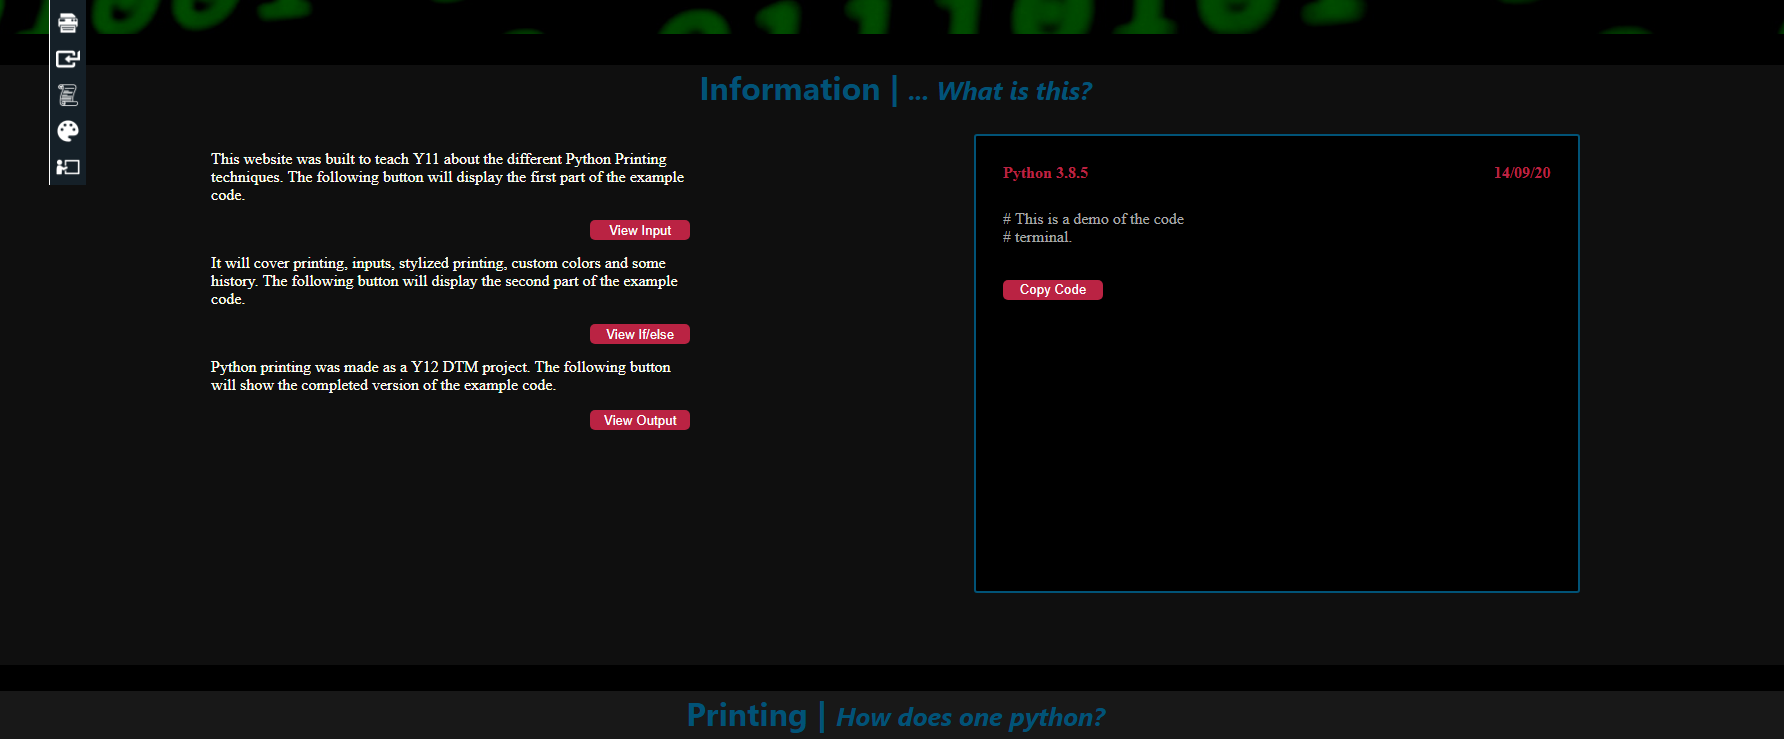 Information | ... What is this?
This website was built to teach Y11 about the different Python Printing
techniques. The following button will display the first part of the example
code.
View Input
It will cover printing, inputs, stylized printing, custom colors and some
history. The following button will display the second part of the example
code.
View If/else
Python printing was made as a Y12 DTM project. The following button
will show the completed version of the example code.
View Output
Python 3.8.5 14/09/20
# This is a demo of the code
# terminal.
Copy Code
Printing | How does one python?